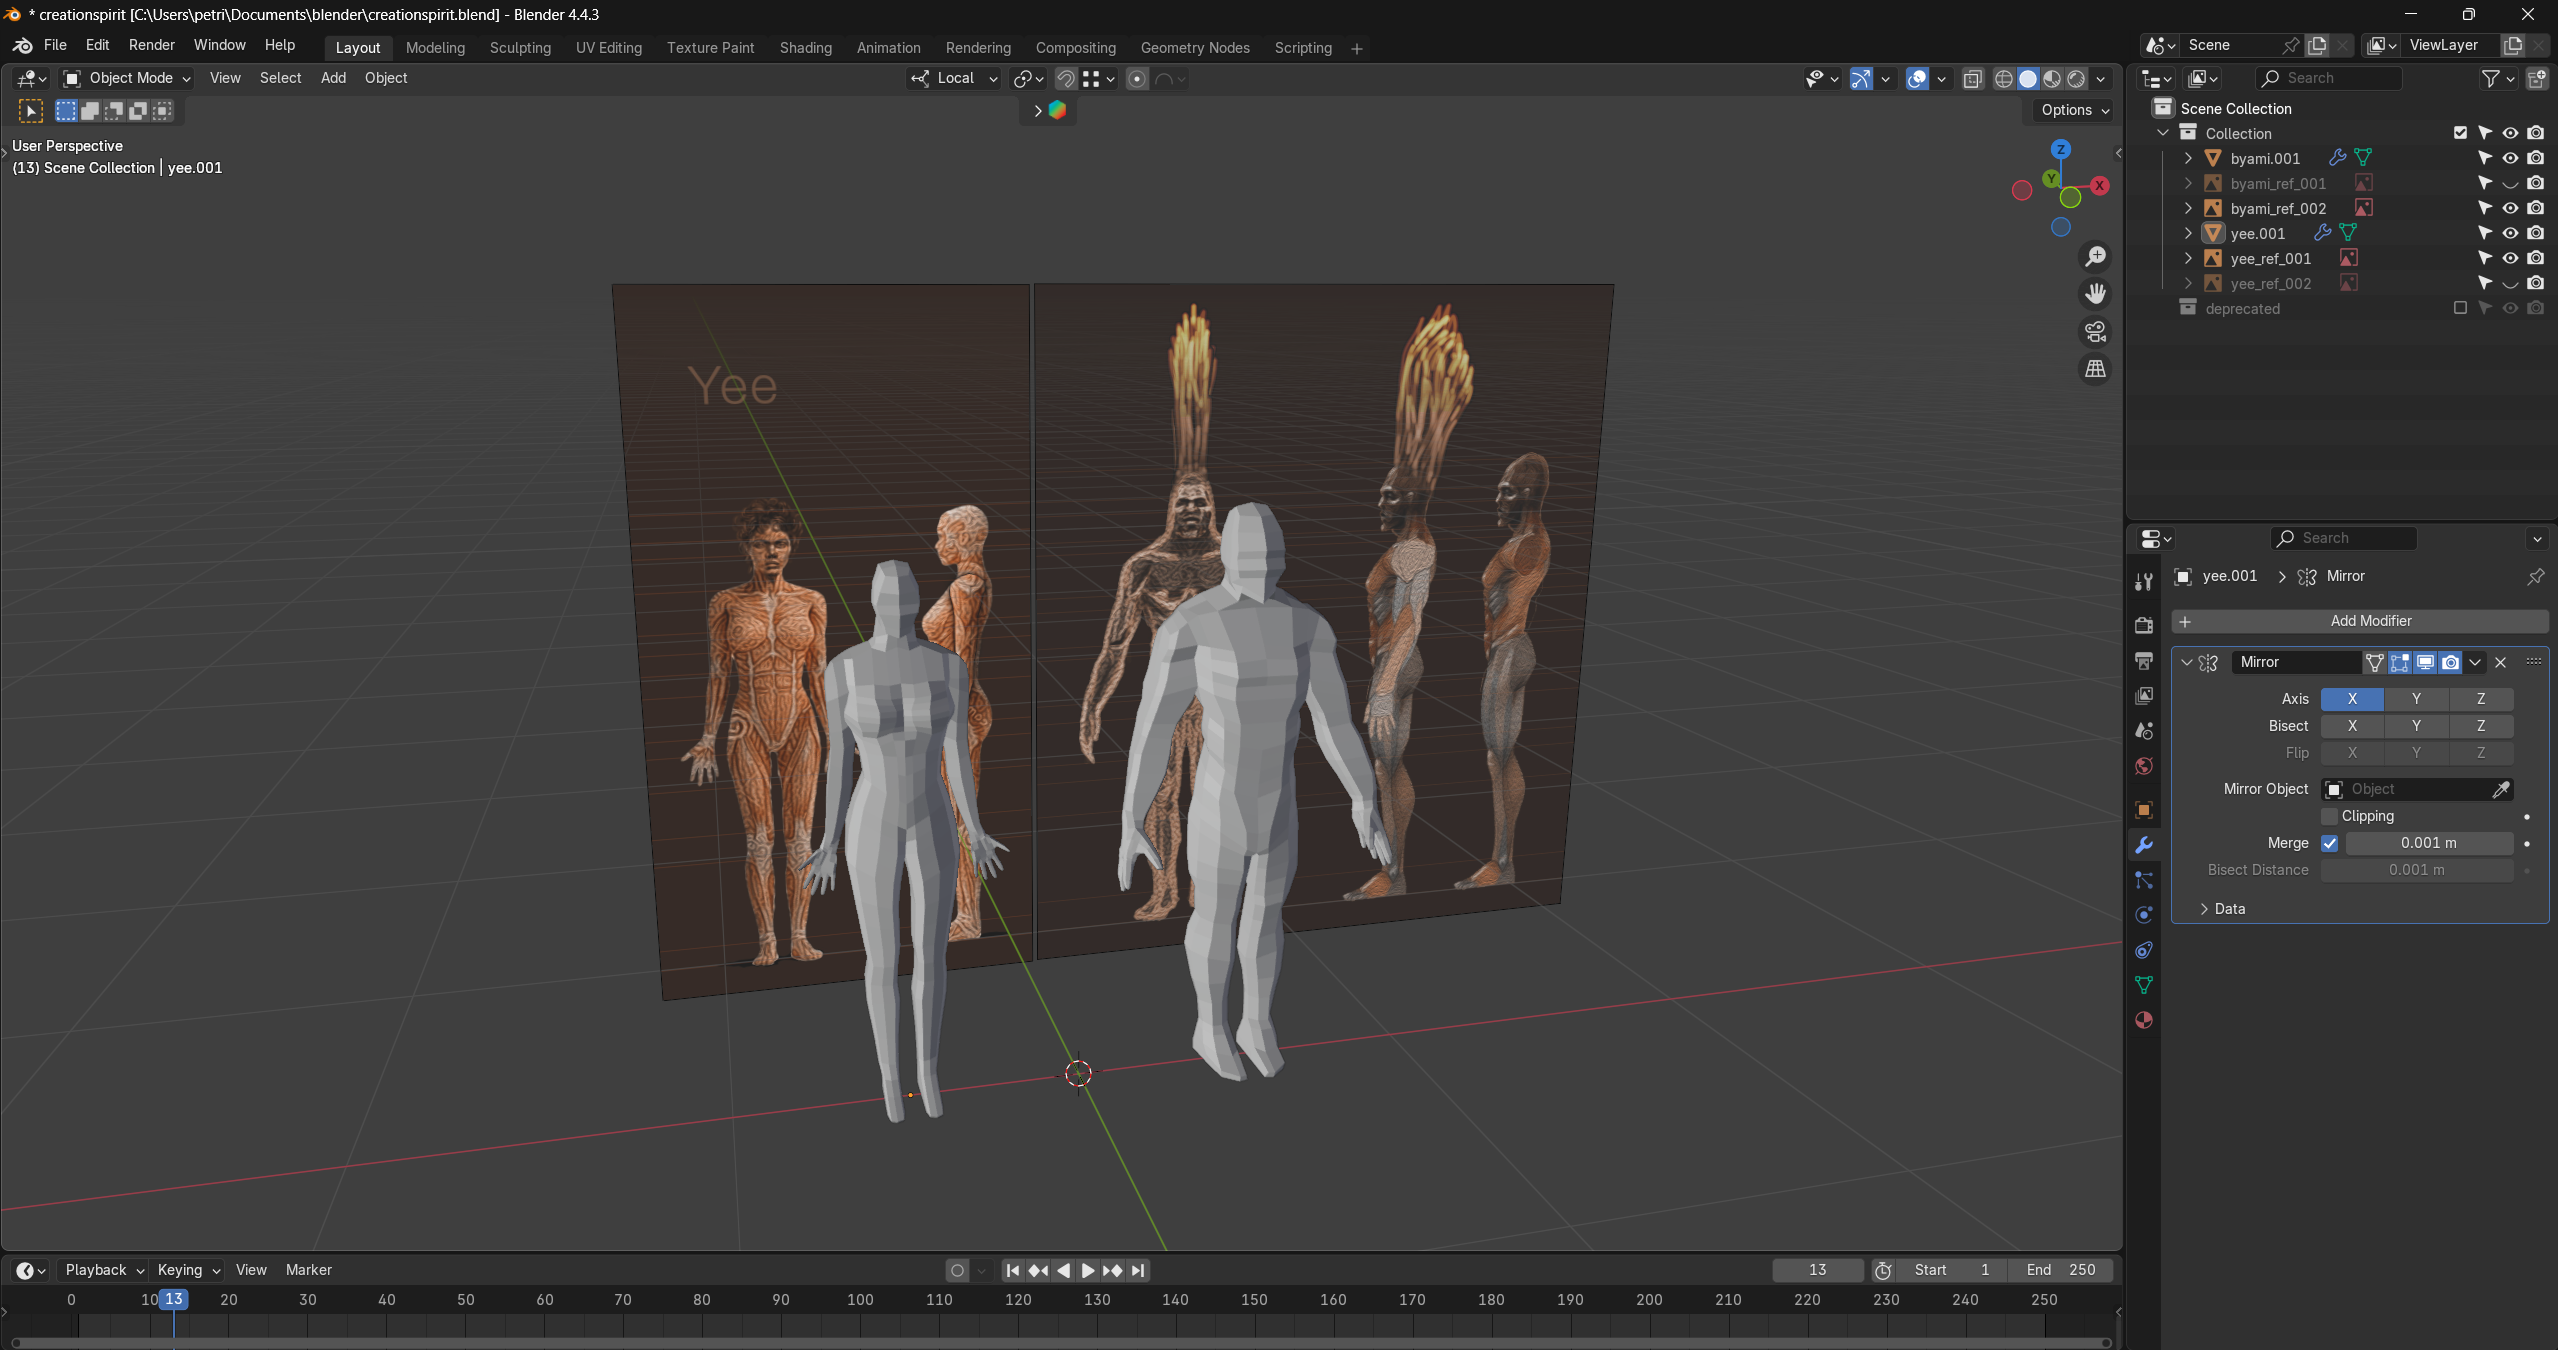 * creationspirit [C:\Users\petri\Documents\blender\creationspirit.blend] - Blender 4.4.3
File Edit Render Window Help Layout Modeling Sculpting UV Editing Texture Paint Shading Animation Rendering Compositing Geometry Nodes Scripting + Scene ViewLayer
Object Mode View Select Add Object Local Search
Options
User Perspective
(13) Scene Collection | yee.001
Z
Y
X
Yee
Scene Collection
Collection
byami.001
byami_ref_001
byami_ref_002
yee.001
yee_ref_001
yee_ref_002
deprecated
Search
yee.001 > Mirror
+ Add Modifier
Mirror
Axis X Y Z
Bisect X Y Z
Flip X Y Z
Mirror Object Object
Clipping
Merge 0.001 m
Bisect Distance 0.001 m
Data
Playback Keying View Marker 13 Start 1 End 250
0 10 13 20 30 40 50 60 70 80 90 100 110 120 130 140 150 160 170 180 190 200 210 220 230 240 250